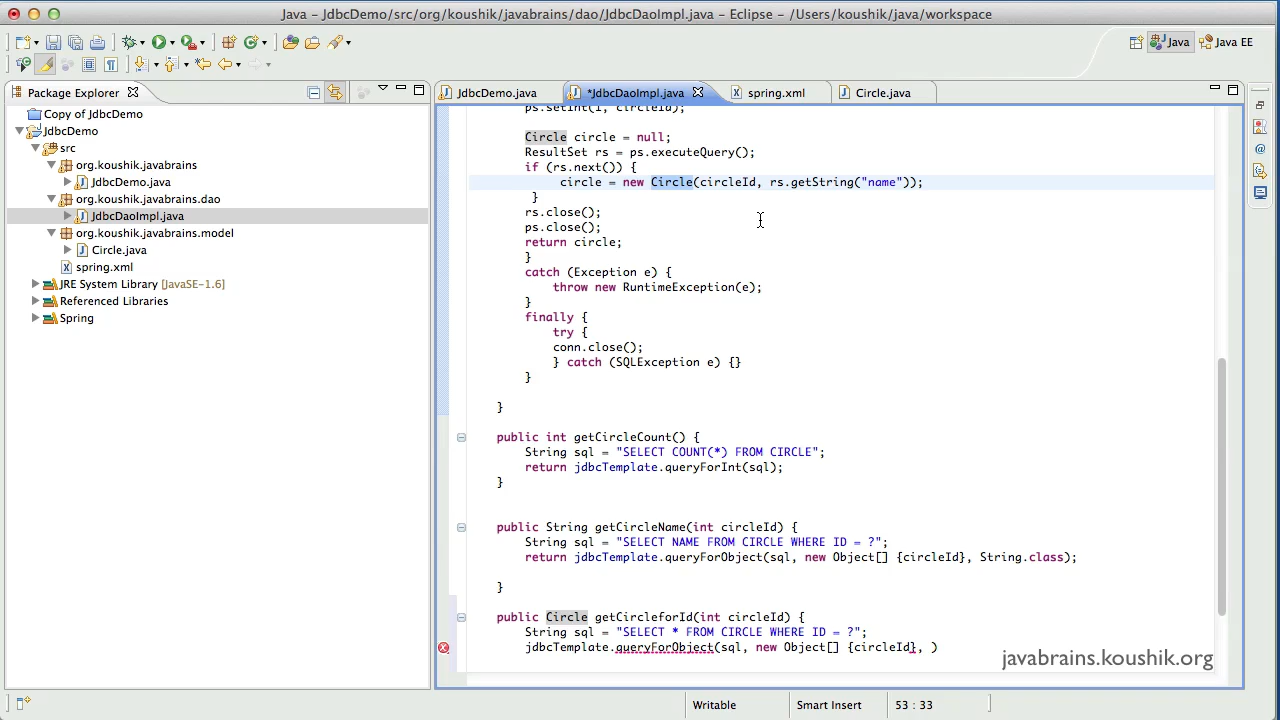 Java – JdbcDemo/src/org/koushik/javabrains/dao/JdbcDaoImpl.java – Eclipse – /Users/koushik/java/workspace
Java
Java EE
Package Explorer
JdbcDemo.java
*JdbcDaoImpl.java
spring.xml
Circle.java
Copy of JdbcDemo
JdbcDemo
src
org.koushik.javabrains
JdbcDemo.java
org.koushik.javabrains.dao
JdbcDaoImpl.java
org.koushik.javabrains.model
Circle.java
spring.xml
JRE System Library [JavaSE-1.6]
Referenced Libraries
Spring
ps.setInt(1, circleId);
Circle circle = null;
ResultSet rs = ps.executeQuery();
if (rs.next()) {
circle = new Circle(circleId, rs.getString("name"));
}
rs.close();
ps.close();
return circle;
}
catch (Exception e) {
throw new RuntimeException(e);
}
finally {
try {
conn.close();
} catch (SQLException e) {}
}
}
public int getCircleCount() {
String sql = "SELECT COUNT(*) FROM CIRCLE";
return jdbcTemplate.queryForInt(sql);
}
public String getCircleName(int circleId) {
String sql = "SELECT NAME FROM CIRCLE WHERE ID = ?";
return jdbcTemplate.queryForObject(sql, new Object[] {circleId}, String.class);
}
public Circle getCircleforId(int circleId) {
String sql = "SELECT * FROM CIRCLE WHERE ID = ?";
jdbcTemplate.queryForObject(sql, new Object[] {circleId}, )
javabrains.koushik.org
Writable
Smart Insert
53 : 33